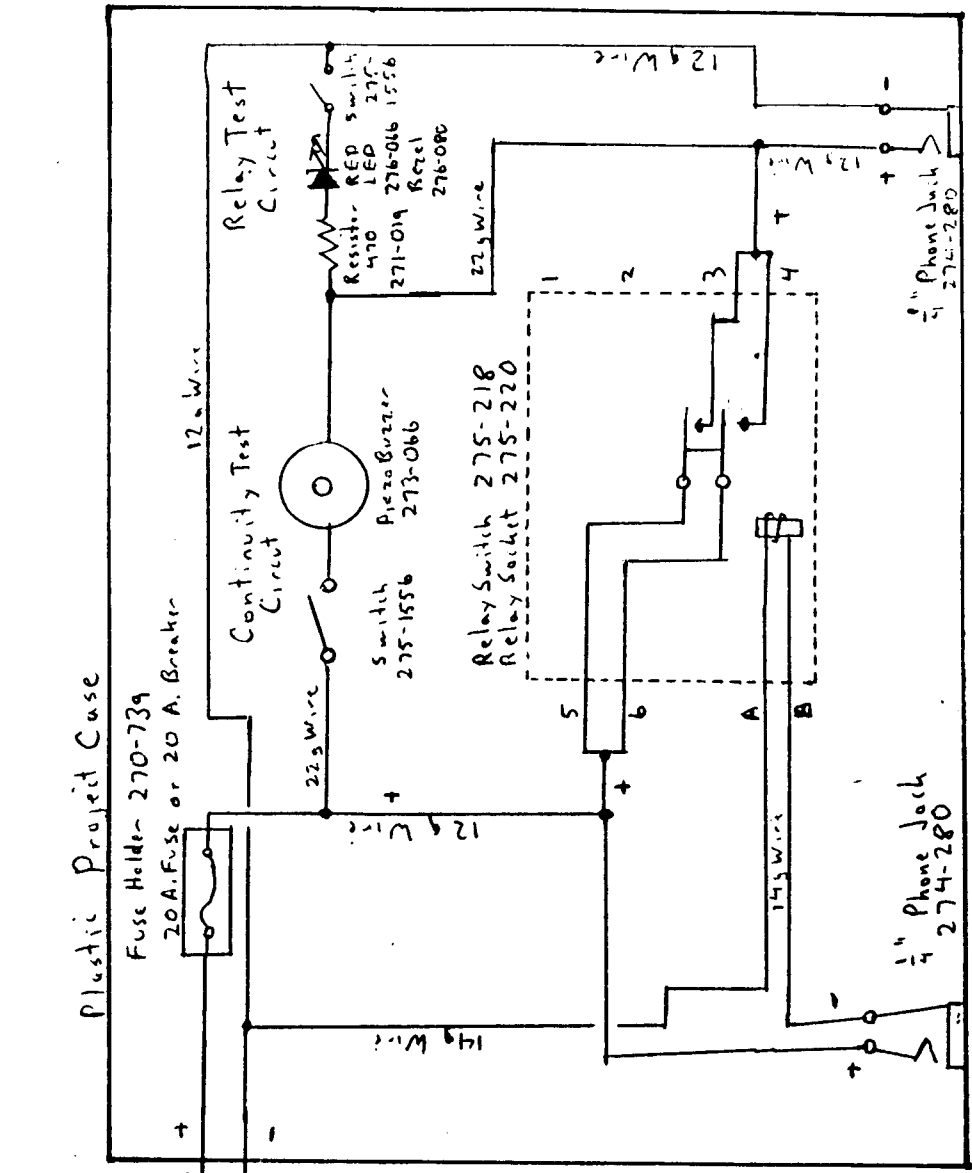 Plastic Project Case
Fuse Holder 270-739
20 A. Fuse or 20 A. Breaker
+
-
12g Wire
Continuity Test
Circut
Relay Test
Circut
22g Wire
Switch
275-1556
Piezo Buzzer
273-066
Resistor
470
271-019
RED
LED
276-066
Bezel
276-080
Switch
275-
1556
12g Wire
22g Wire
12g Wire
+
12g Wire
+
-
1/4" Phone Jack
274-280
Relay Switch 275-218
Relay Socket 275-220
1
2
3
4
+
5
6
A
B
+
14g Wire
14g Wire
-
+
1/4" Phone Jack
274-280